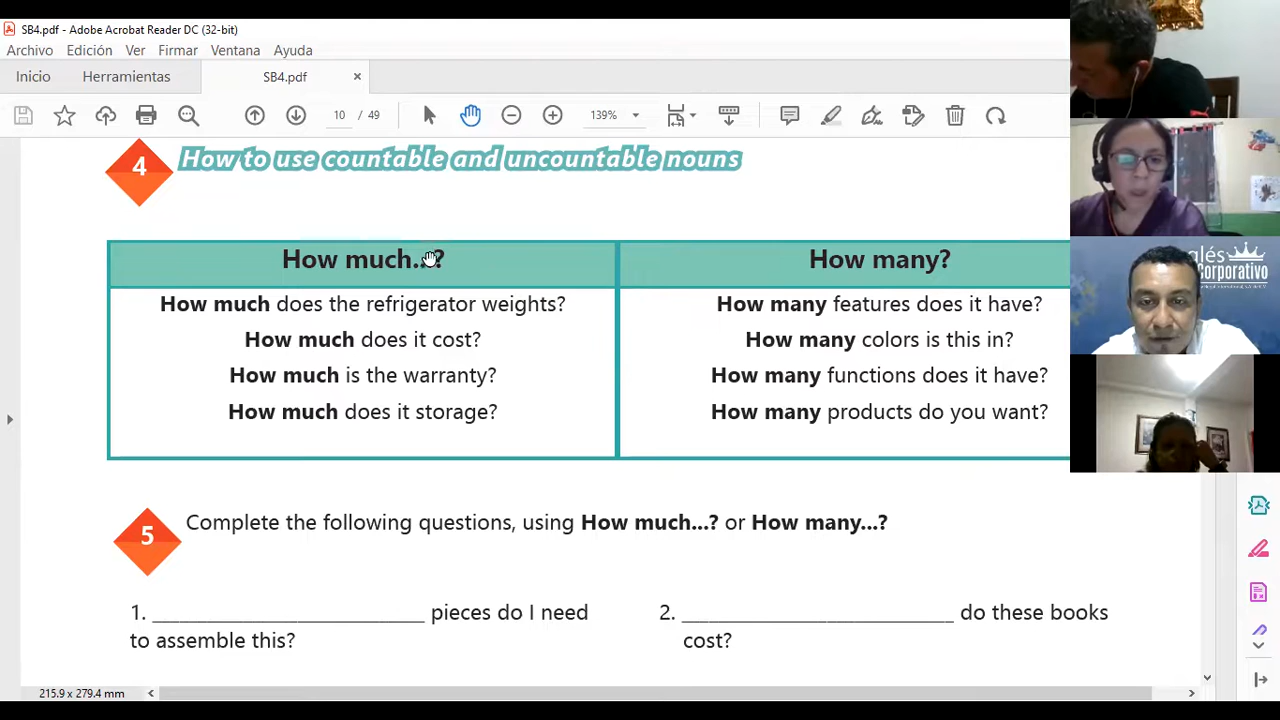 SB4.pdf - Adobe Acrobat Reader DC (32-bit)
Archivo Edición Ver Firmar Ventana Ayuda
Inicio Herramientas SB4.pdf ×
10 / 49 139%
4 How to use countable and uncountable nouns
How much...? How many?
How much does the refrigerator weights? How many features does it have?
How much does it cost? How many colors is this in?
How much is the warranty? How many functions does it have?
How much does it storage? How many products do you want?
glés
Corporativo
5 Complete the following questions, using How much...? or How many...?
1. ________________________ pieces do I need 2. ________________________ do these books
to assemble this? cost?
215.9 x 279.4 mm